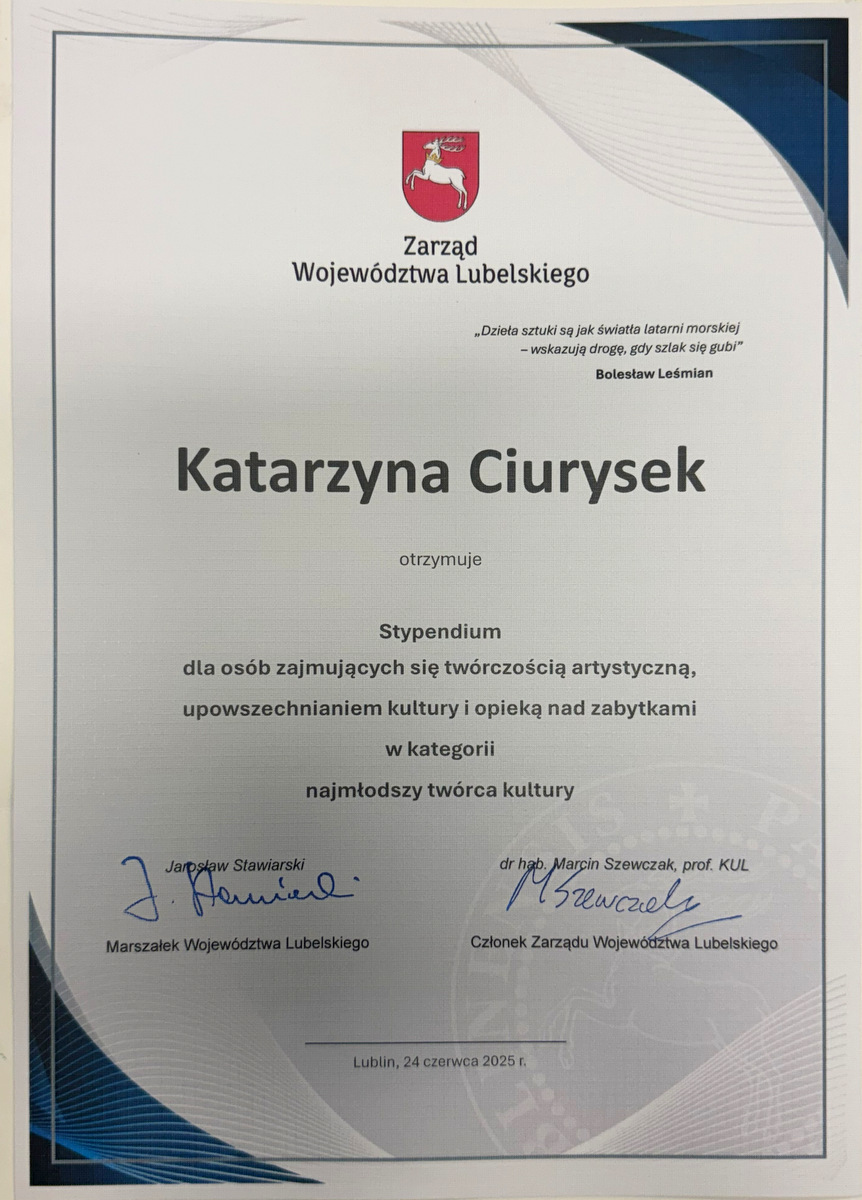 Zarząd
Województwa Lubelskiego
„Dzieła sztuki są jak światła latarni morskiej
– wskazują drogę, gdy szlak się gubi”
Bolesław Leśmian
Katarzyna Ciurysek
otrzymuje
Stypendium
dla osób zajmujących się twórczością artystyczną,
upowszechnianiem kultury i opieką nad zabytkami
w kategorii
najmłodszy twórca kultury
Jarosław Stawiarski
dr hab. Marcin Szewczak, prof. KUL
J. Stawiarski
M Szewczak
Marszałek Województwa Lubelskiego
Członek Zarządu Województwa Lubelskiego
Lublin, 24 czerwca 2025 r.